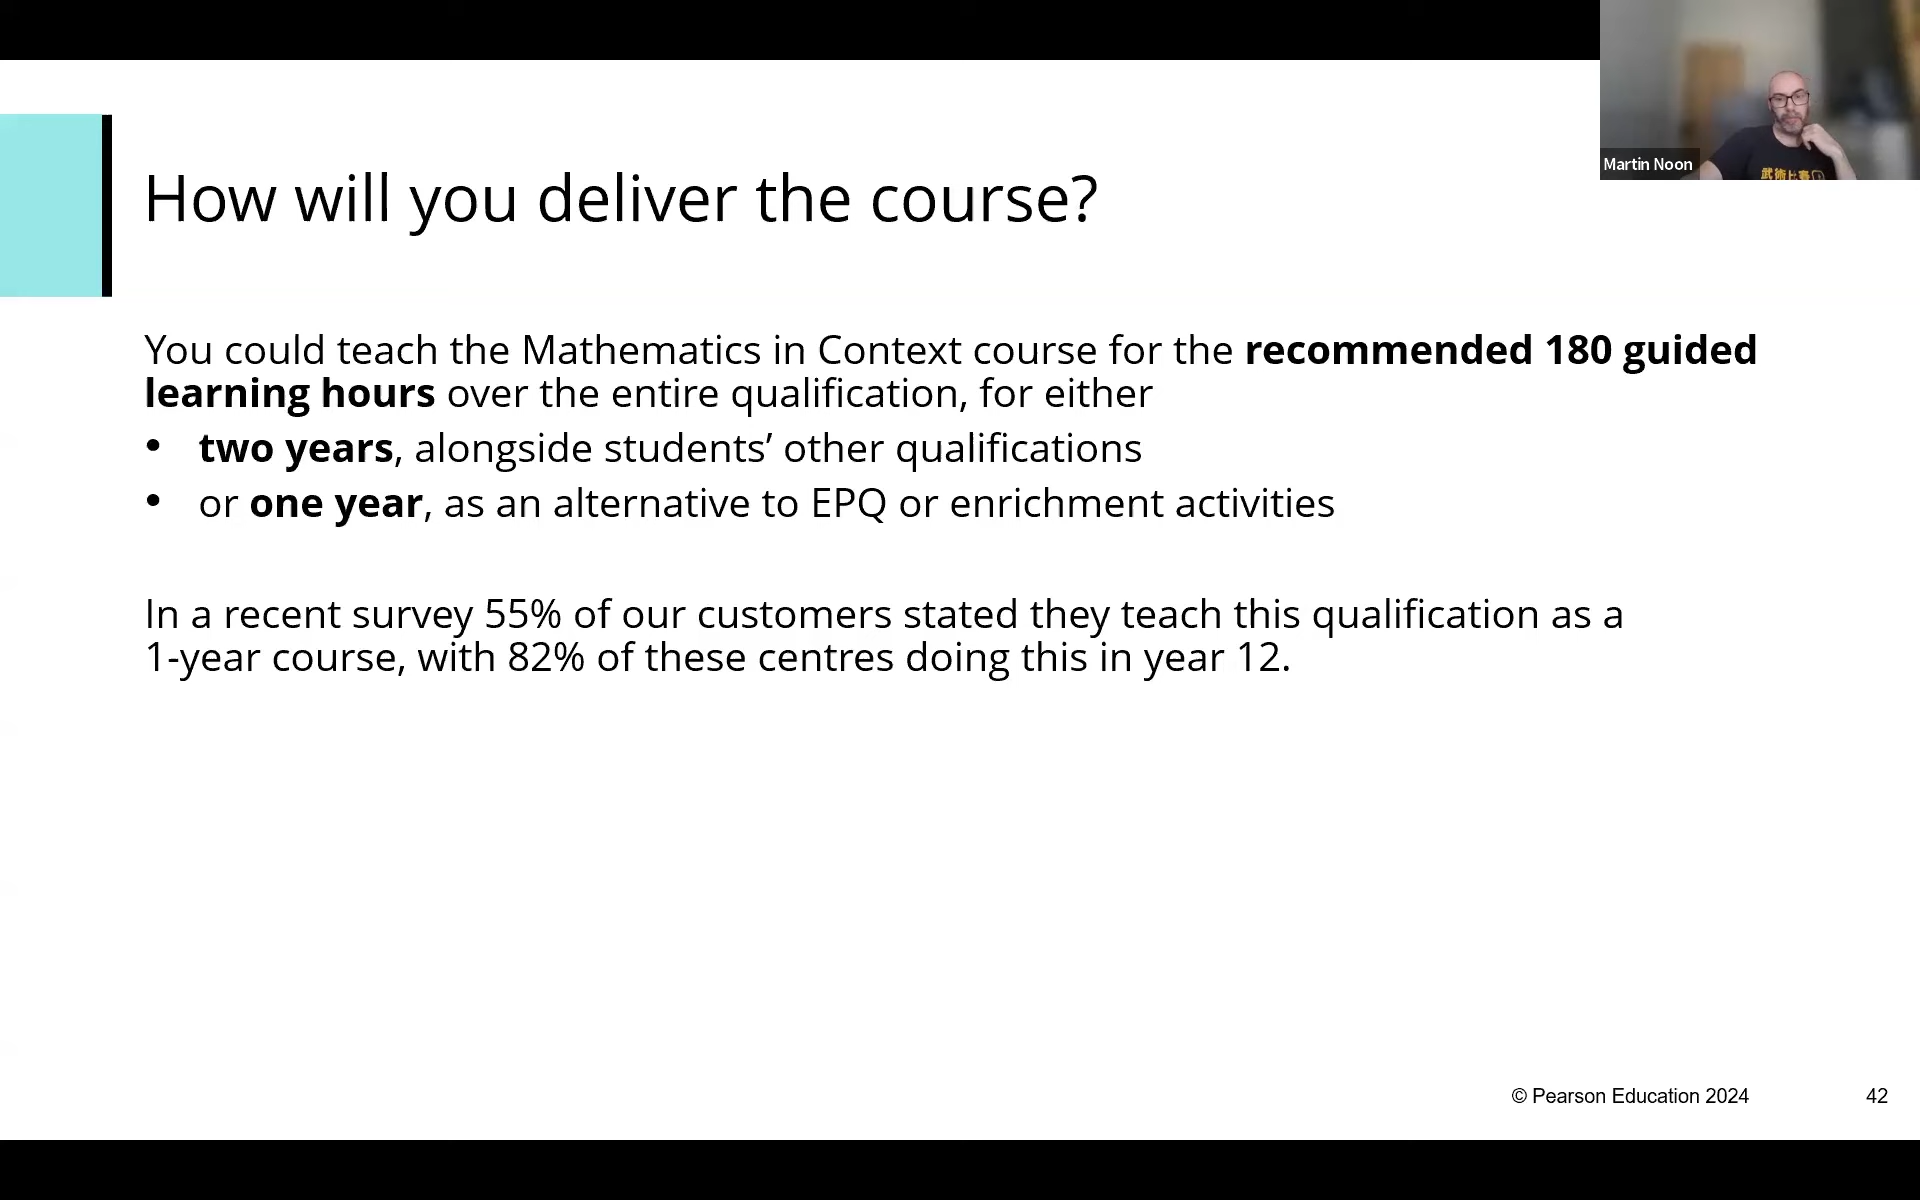 Martin Noon
武術比賽
How will you deliver the course?
You could teach the Mathematics in Context course for the recommended 180 guided
learning hours over the entire qualification, for either
• two years, alongside students’ other qualifications
• or one year, as an alternative to EPQ or enrichment activities
In a recent survey 55% of our customers stated they teach this qualification as a
1-year course, with 82% of these centres doing this in year 12.
© Pearson Education 2024
42